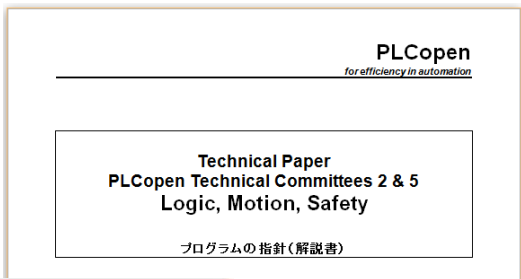 PLCopen
for efficiency in automation
Technical Paper
PLCopen Technical Committees 2 & 5
Logic, Motion, Safety
プログラムの指針(解説書)